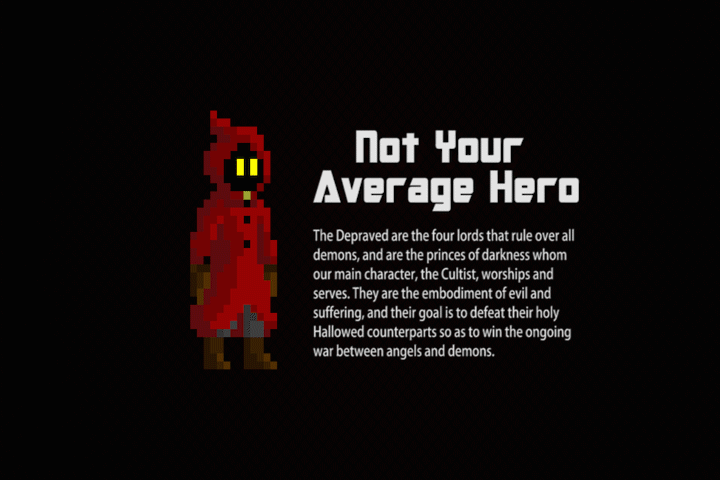 Not Your
Average Hero
The Depraved are the four lords that rule over all
demons, and are the princes of darkness whom
our main character, the Cultist, worships and
serves. They are the embodiment of evil and
suffering, and their goal is to defeat their holy
Hallowed counterparts so as to win the ongoing
war between angels and demons.